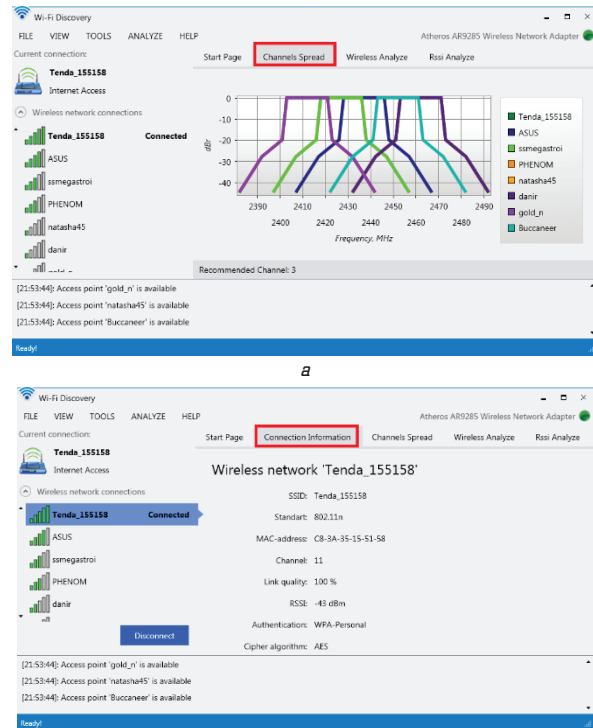 Wi-Fi Discovery
FILE VIEW TOOLS ANALYZE HELP
Atheros AR9285 Wireless Network Adapter
Current connection:
Tenda_155158
Internet Access
Wireless network connections
Tenda_155158 Connected
ASUS
ssmegastroi
PHENOM
natasha45
danir
gold_n
Start Page Channels Spread Wireless Analyze Rssi Analyze
0
-10
-20
-30
-40
dBr
2390 2410 2430 2450 2470 2490
2400 2420 2440 2460 2480
Frequency, MHz
Tenda_155158
ASUS
ssmegastroi
PHENOM
natasha45
danir
gold_n
Buccaneer
Recommended Channel: 3
[21:53:44]: Access point 'gold_n' is available
[21:53:44]: Access point 'natasha45' is available
[21:53:44]: Access point 'Buccaneer' is available
Ready!
a
Wi-Fi Discovery
FILE VIEW TOOLS ANALYZE HELP
Atheros AR9285 Wireless Network Adapter
Current connection:
Tenda_155158
Internet Access
Wireless network connections
Tenda_155158 Connected
ASUS
ssmegastroi
PHENOM
danir
Disconnect
Start Page Connection Information Channels Spread Wireless Analyze Rssi Analyze
Wireless network 'Tenda_155158'
SSID: Tenda_155158
Standart: 802.11n
MAC-address: C8-3A-35-15-51-58
Channel: 11
Link quality: 100 %
RSSI: -43 dBm
Authentication: WPA-Personal
Cipher algorithm: AES
[21:53:44]: Access point 'gold_n' is available
[21:53:44]: Access point 'natasha45' is available
[21:53:44]: Access point 'Buccaneer' is available
Ready!